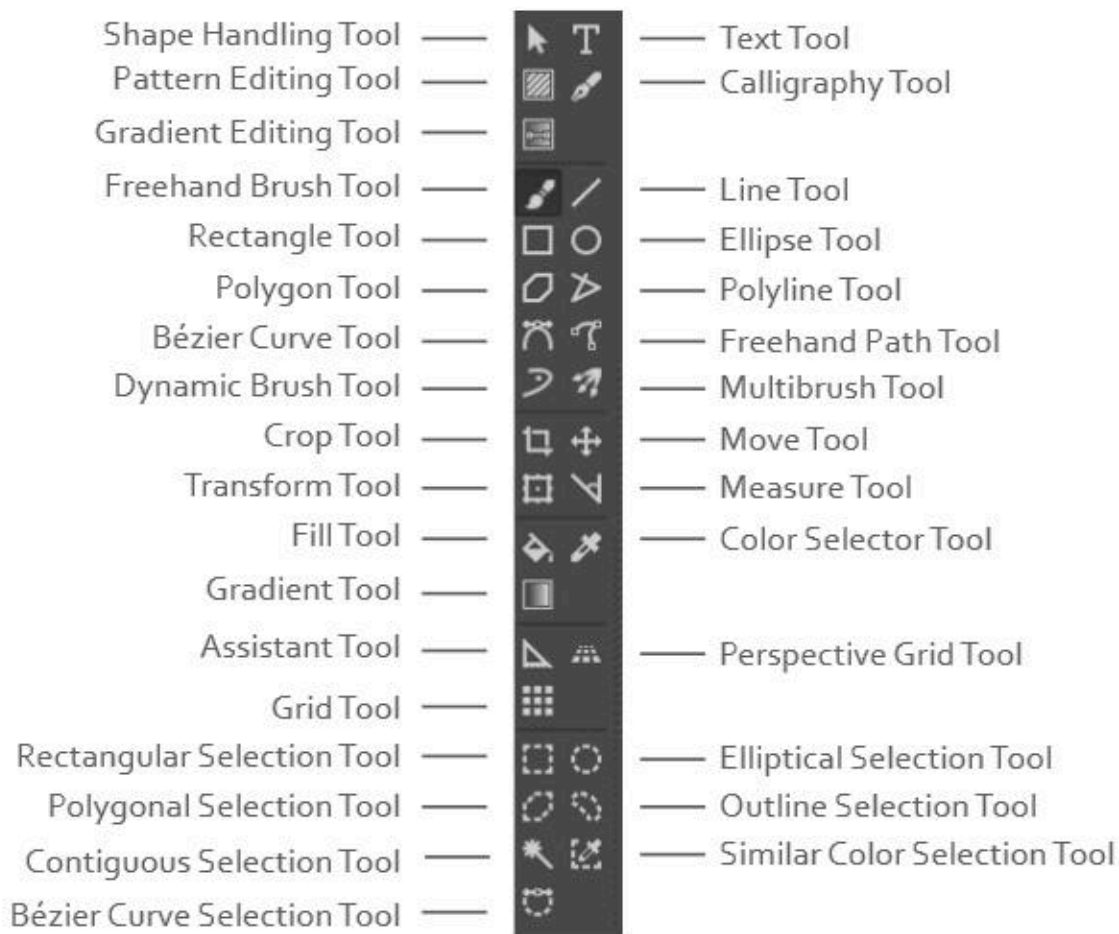 Shape Handling Tool
Text Tool
Pattern Editing Tool
Calligraphy Tool
Gradient Editing Tool
Freehand Brush Tool
Line Tool
Rectangle Tool
Ellipse Tool
Polygon Tool
Polyline Tool
Bézier Curve Tool
Freehand Path Tool
Dynamic Brush Tool
Multibrush Tool
Crop Tool
Move Tool
Transform Tool
Measure Tool
Fill Tool
Color Selector Tool
Gradient Tool
Assistant Tool
Perspective Grid Tool
Grid Tool
Rectangular Selection Tool
Elliptical Selection Tool
Polygonal Selection Tool
Outline Selection Tool
Contiguous Selection Tool
Similar Color Selection Tool
Bézier Curve Selection Tool